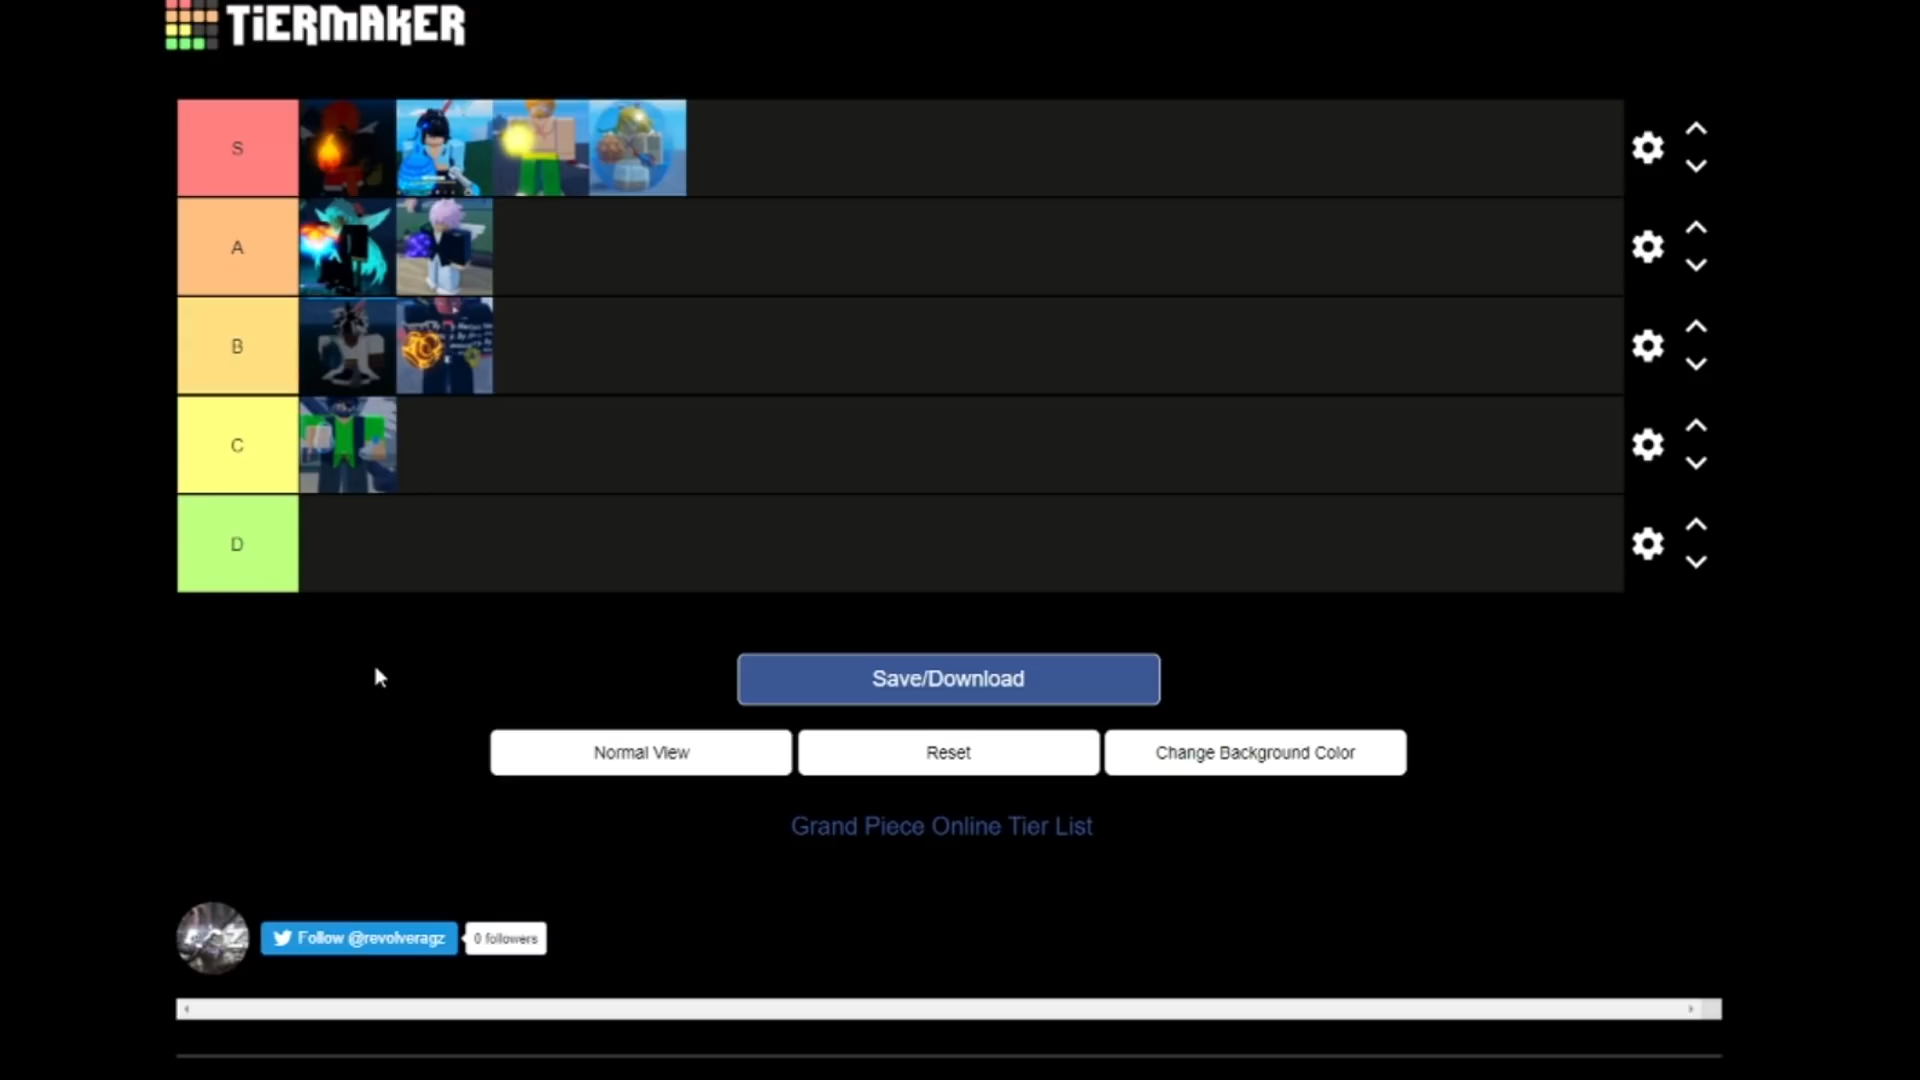 TiERMAKER
S
A
B
C
D
Save/Download
Normal View
Reset
Change Background Color
Grand Piece Online Tier List
Follow @revolveragz
0 followers